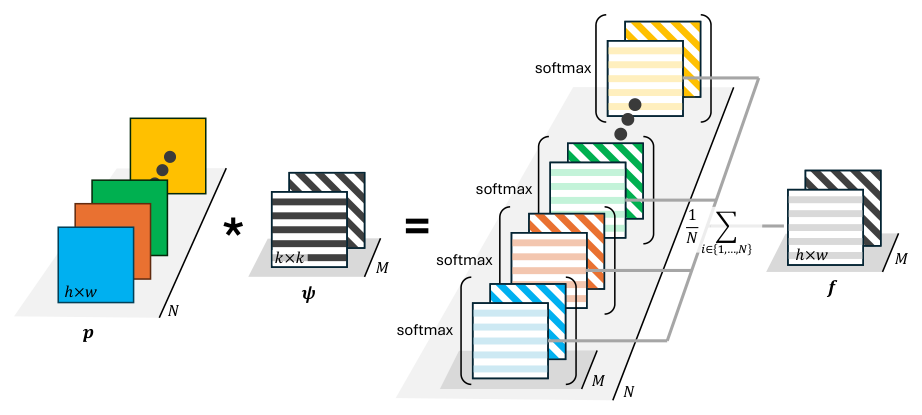 h×w
N
p
*
k×k
M
ψ
=
softmax
softmax
softmax
softmax
M
N
1/N ∑ i∈{1,…,N}
h×w
M
f